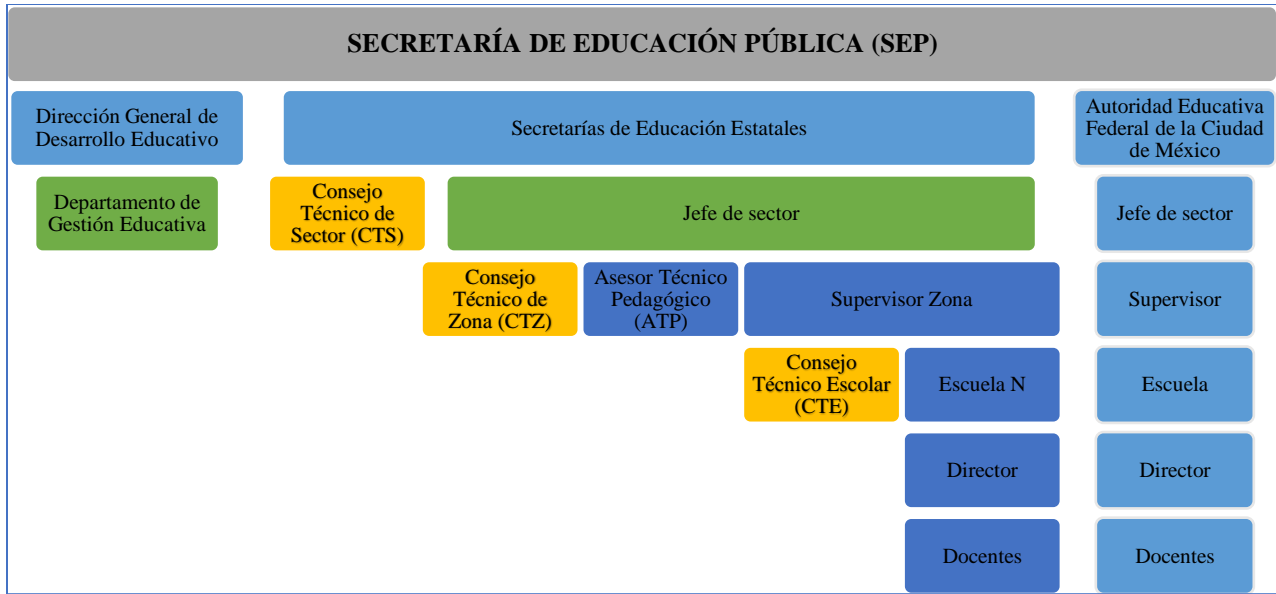 SECRETARÍA DE EDUCACIÓN PÚBLICA (SEP)
Dirección General de
Desarrollo Educativo
Secretarías de Educación Estatales
Autoridad Educativa
Federal de la Ciudad
de México
Departamento de
Gestión Educativa
Consejo
Técnico de
Sector (CTS)
Jefe de sector
Jefe de sector
Consejo
Técnico de
Zona (CTZ)
Asesor Técnico
Pedagógico
(ATP)
Supervisor Zona
Supervisor
Consejo
Técnico Escolar
(CTE)
Escuela N
Escuela
Director
Director
Docentes
Docentes